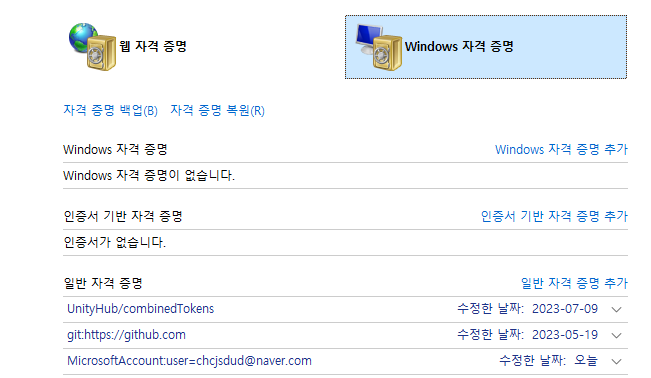 웹 자격 증명
Windows 자격 증명
자격 증명 백업(B) 자격 증명 복원(R)
Windows 자격 증명 Windows 자격 증명 추가
Windows 자격 증명이 없습니다.
인증서 기반 자격 증명 인증서 기반 자격 증명 추가
인증서가 없습니다.
일반 자격 증명 일반 자격 증명 추가
UnityHub/combinedTokens 수정한 날짜: 2023-07-09
git:https://github.com 수정한 날짜: 2023-05-19
MicrosoftAccount:user=chcjsdud@naver.com 수정한 날짜: 오늘